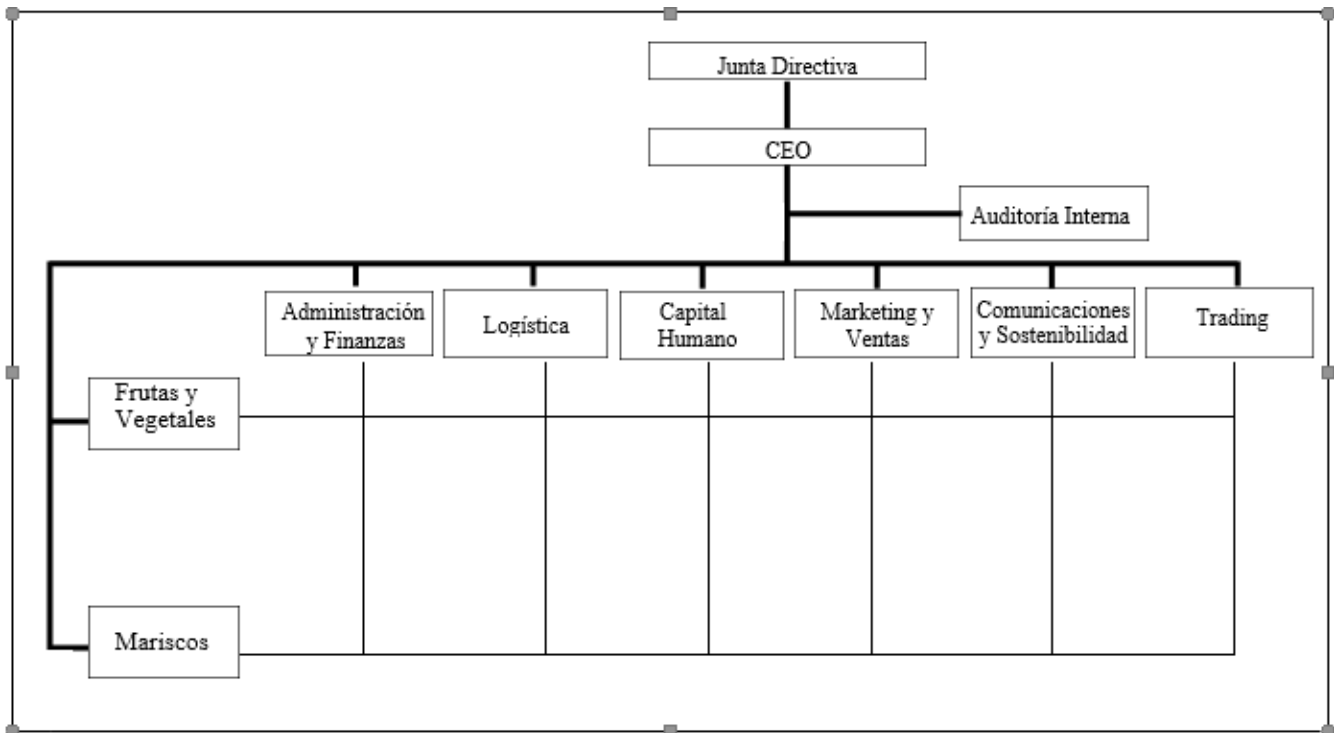 Junta Directiva
CEO
Auditoría Interna
Administración
y Finanzas
Logística
Capital
Humano
Marketing y
Ventas
Comunicaciones
y Sostenibilidad
Trading
Frutas y
Vegetales
Mariscos